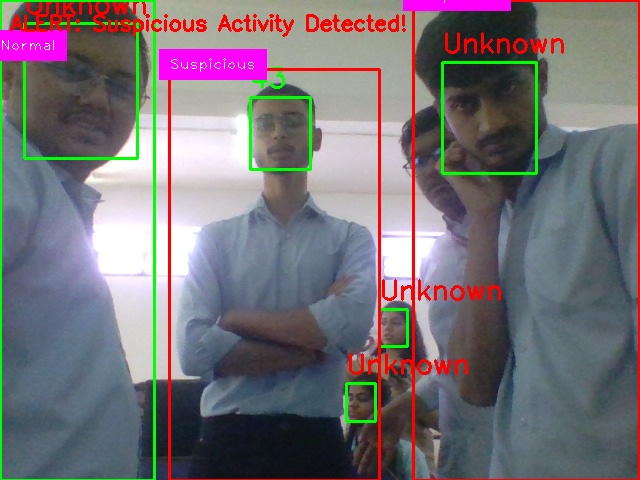 Unknown
ALERT: Suspicious Activity Detected!
Normal
Suspicious
Unknown
Unknown
Unknown